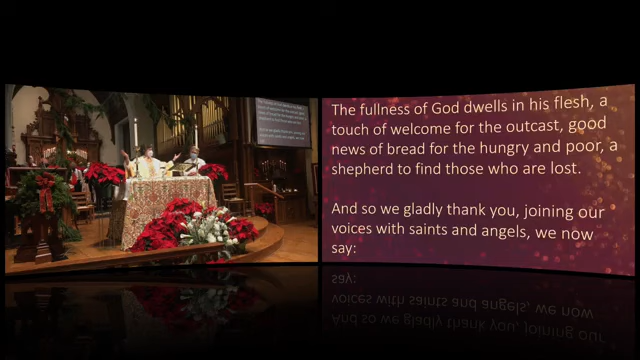 The fullness of God dwells in his flesh, a
touch of welcome for the outcast, good
news of bread for the hungry and poor, a
shepherd to find those who are lost.
And so we gladly thank you, joining our
voices with saints and angels, we now
say: